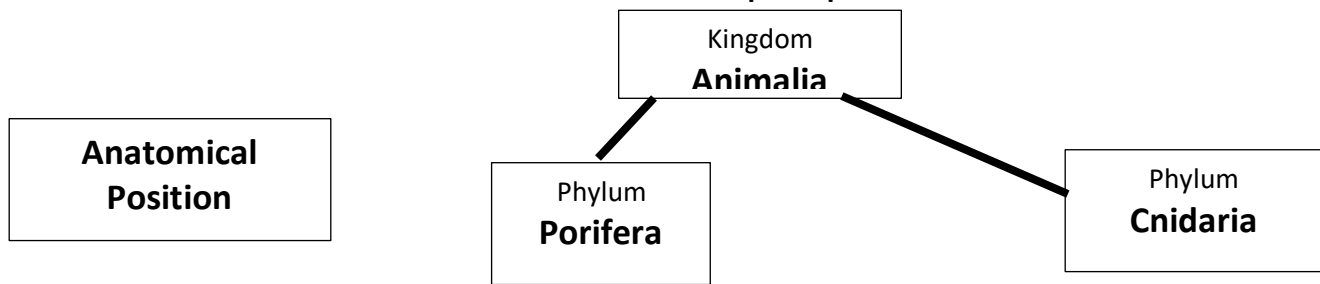 Kingdom
Animalia
Anatomical
Position
Phylum
Porifera
Phylum
Cnidaria